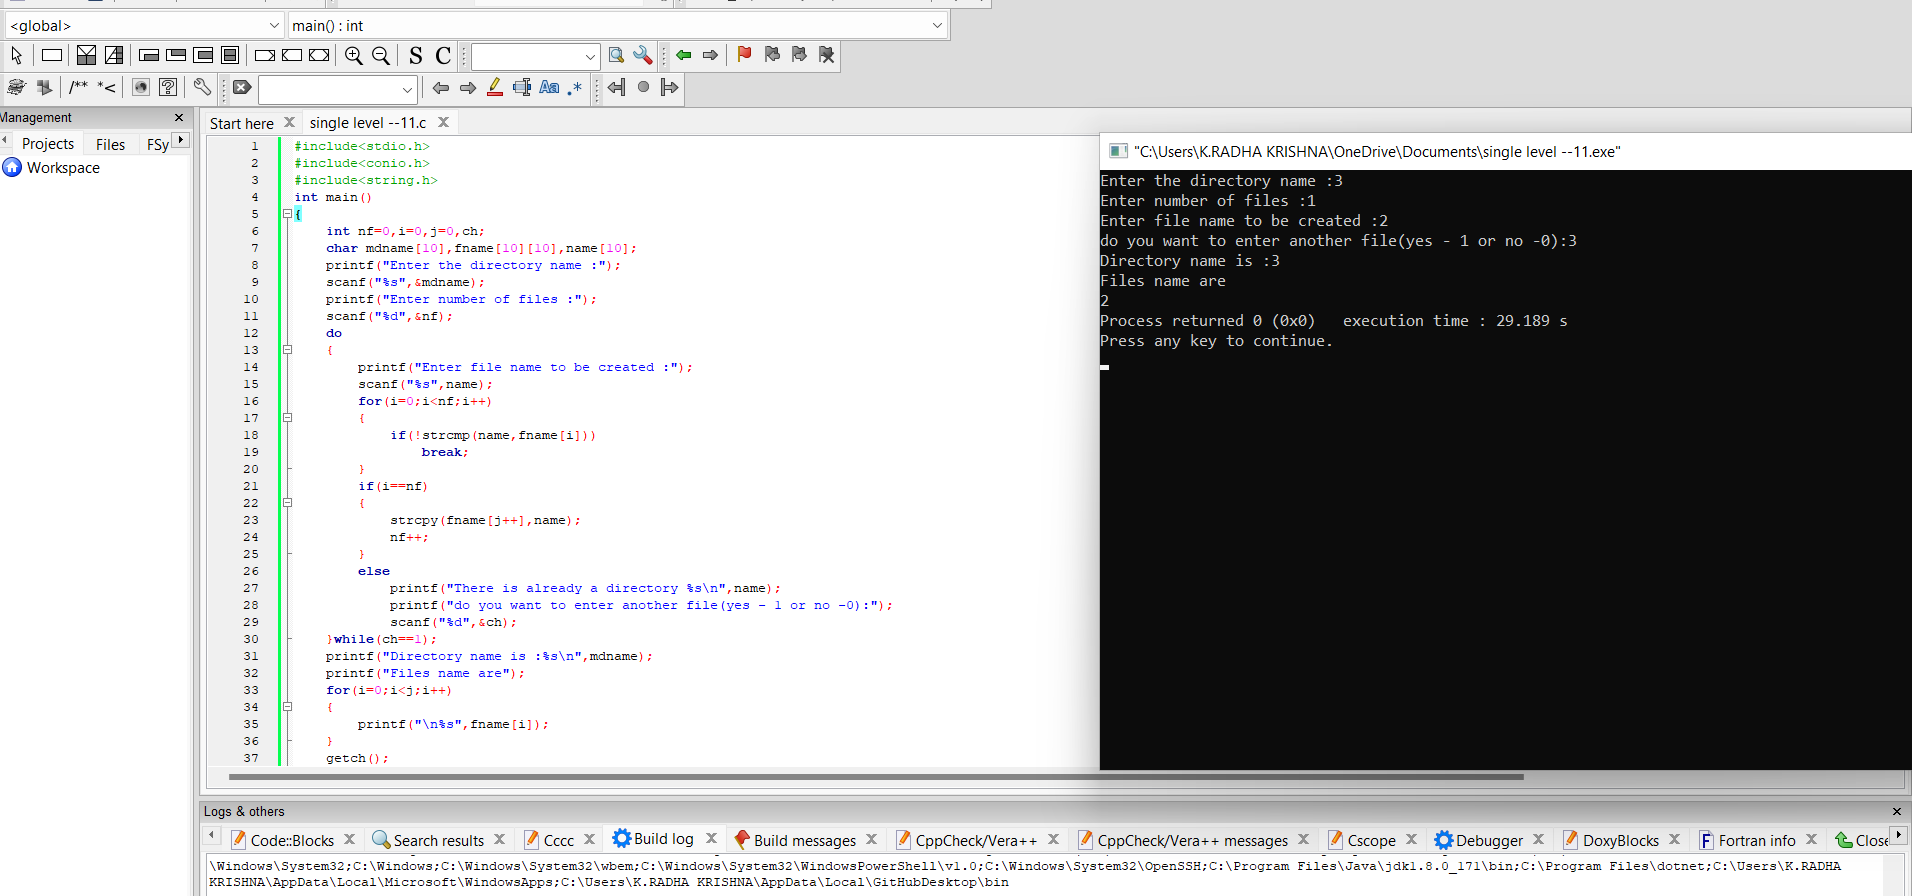 <global>
main() : int
S C
/** *<
Aa .*
Management
Projects Files FSy
Workspace
Start here
single level --11.c
1 #include<stdio.h>
2 #include<conio.h>
3 #include<string.h>
4 int main()
5 {
6 int nf=0,i=0,j=0,ch;
7 char mdname[10],fname[10][10],name[10];
8 printf("Enter the directory name :");
9 scanf("%s",&mdname);
10 printf("Enter number of files :");
11 scanf("%d",&nf);
12 do
13 {
14 printf("Enter file name to be created :");
15 scanf("%s",name);
16 for(i=0;i<nf;i++)
17 {
18 if(!strcmp(name,fname[i]))
19 break;
20 }
21 if(i==nf)
22 {
23 strcpy(fname[j++],name);
24 nf++;
25 }
26 else
27 printf("There is already a directory %s\n",name);
28 printf("do you want to enter another file(yes - 1 or no -0):");
29 scanf("%d",&ch);
30 }while(ch==1);
31 printf("Directory name is :%s\n",mdname);
32 printf("Files name are");
33 for(i=0;i<j;i++)
34 {
35 printf("\n%s",fname[i]);
36 }
37 getch();
"C:\Users\K.RADHA KRISHNA\OneDrive\Documents\single level --11.exe"
Enter the directory name :3
Enter number of files :1
Enter file name to be created :2
do you want to enter another file(yes - 1 or no -0):3
Directory name is :3
Files name are
2
Process returned 0 (0x0)   execution time : 29.189 s
Press any key to continue.
Logs & others
Code::Blocks Search results Cccc Build log Build messages CppCheck/Vera++ CppCheck/Vera++ messages Cscope Debugger DoxyBlocks Fortran info Close
\Windows\System32;C:\Windows;C:\Windows\System32\wbem;C:\Windows\System32\WindowsPowerShell\v1.0;C:\Windows\System32\OpenSSH;C:\Program Files\Java\jdk1.8.0_171\bin;C:\Program Files\dotnet;C:\Users\K.RADHA
KRISHNA\AppData\Local\Microsoft\WindowsApps;C:\Users\K.RADHA KRISHNA\AppData\Local\GitHubDesktop\bin